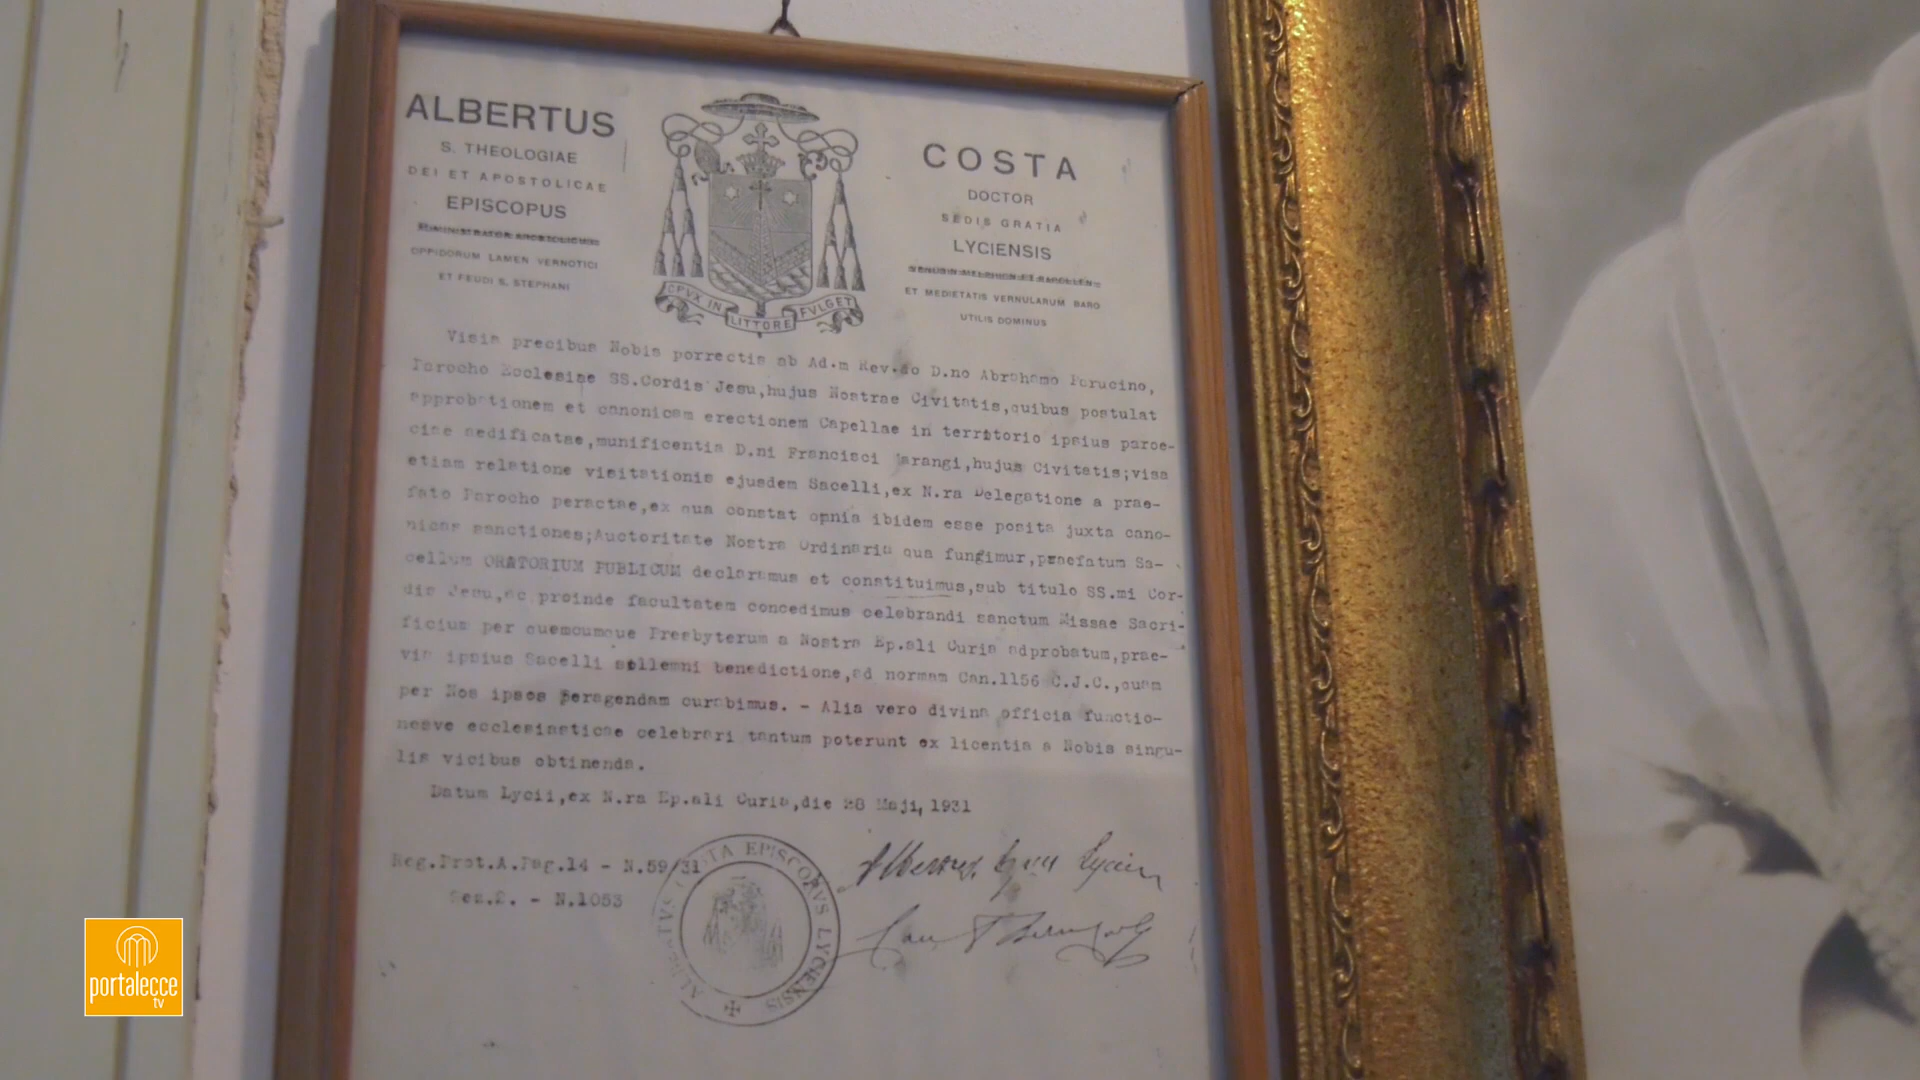 ALBERTUS
COSTA
S. THEOLOGIAE
DOCTOR
DEI ET APOSTOLICAE
SEDIS GRATIA
EPISCOPUS
LYCIENSIS
OPPIDORUM LAMEN VERNOTICI
ET MEDIETATIS VERNULARUM BARO
ET FEUDI S. STEPHANI
UTILIS DOMINUS
CRVX IN LITTORE FVLGET
Visis precibus Nobis porrectis ab Ad.m Rev.do D.no Abrahamo
Parocho Ecclesiae SS.Cordis Jesu,hujus Nostrae Civitatis,quibus postulat
approbationem et canonicam erectionem Capellae in territorio ipsius paroe-
ciae aedificatae,munificentia D.ni Francisci hujus Civitatis;visa
etiam relatione visitationis ejusdem Sacelli,ex N.ra Delegatione a prae-
fato Parocho peractae,ex qua constat omnia ibidem esse posita juxta cano-
nicas sanctiones;Auctoritate Nostra Ordinaria qua fungimur,praefatum Sa-
cellum ORATORIUM PUBLICUM declaramus et constituimus,sub titulo SS.mi Cor-
dis Jesu,ac proinde facultatem concedimus celebrandi sanctum Missae Sacri-
ficium per quemcumque Presbyterum a Nostra Ep.ali Curia adprobatum,prae-
via ipsius Sacelli sollemni benedictione,ad normam Can.1156 C.J.C.,quam
per Nos ipsos peragendam curabimus. - Alia vero divina officia functio-
nesve ecclesiasticae celebrari tantum poterunt ex licentia a Nobis singu-
lis vicibus obtinenda.
Datum Lycii,ex N.ra Ep.ali Curia,die 28 Maji, 1931
Reg.Prot.A.Pag.14 - N.59/31
- N.1053
ALBERTVS COSTA EPISCOPVS LYCIENSIS
portalecce
tv